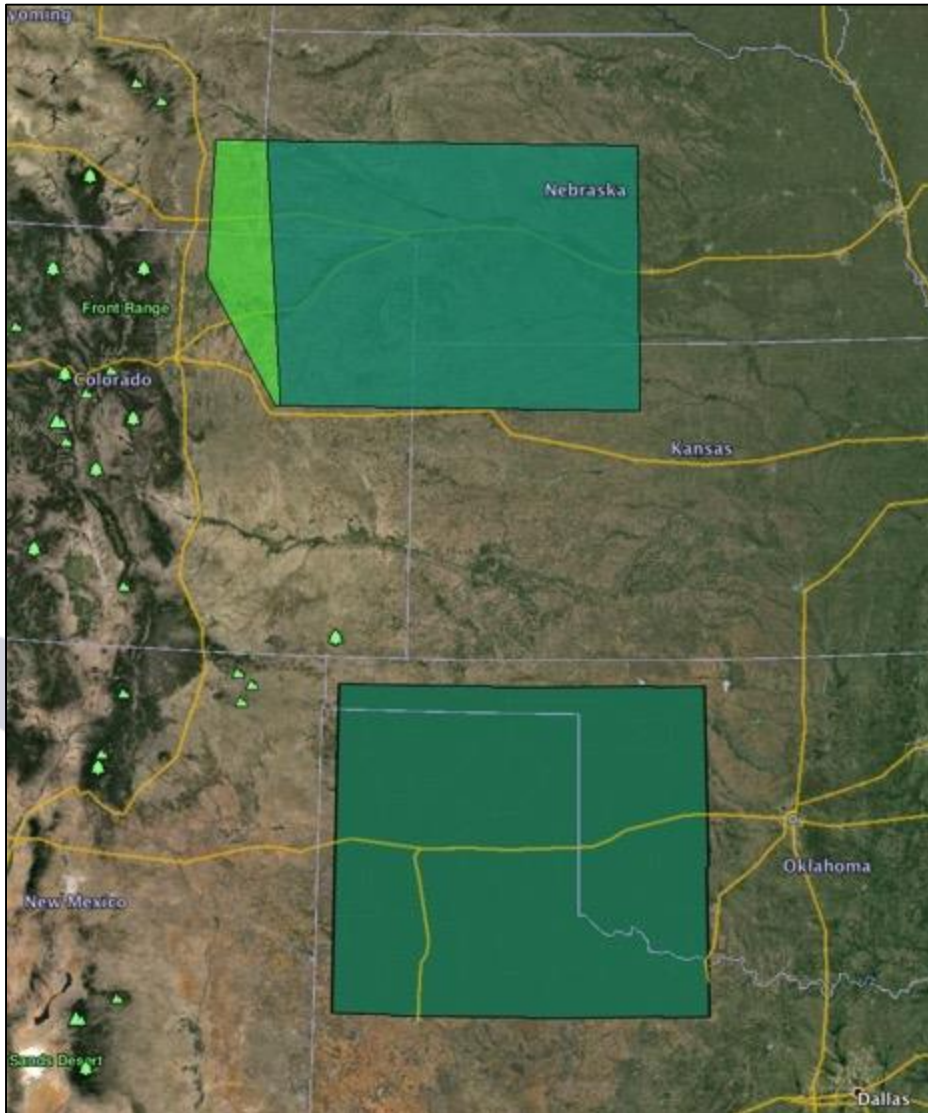 yoming
Nebraska
Front Range
Colorado
Kansas
Oklahoma
New Mexico
Sands Desert
Dallas